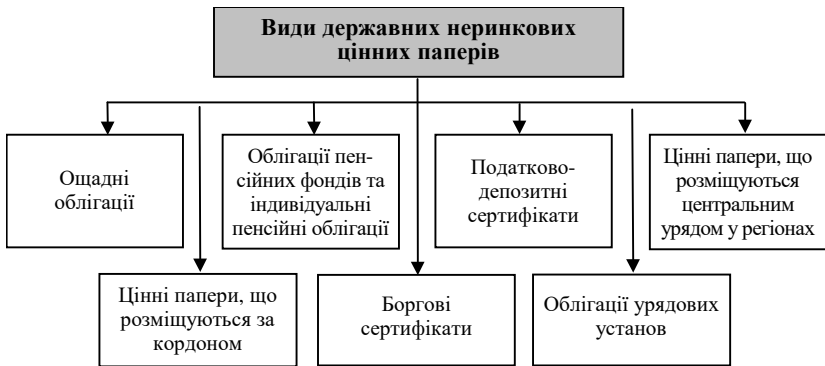 Види державних неринкових
цінних паперів
Ощадні
облігації
Облігації пен-
сійних фондів та
індивідуальні
пенсійні облігації
Податково-
депозитні
сертифікати
Цінні папери, що
розміщуються
центральним
урядом у регіонах
Цінні папери, що
розміщуються за
кордоном
Боргові
сертифікати
Облігації урядових
установ